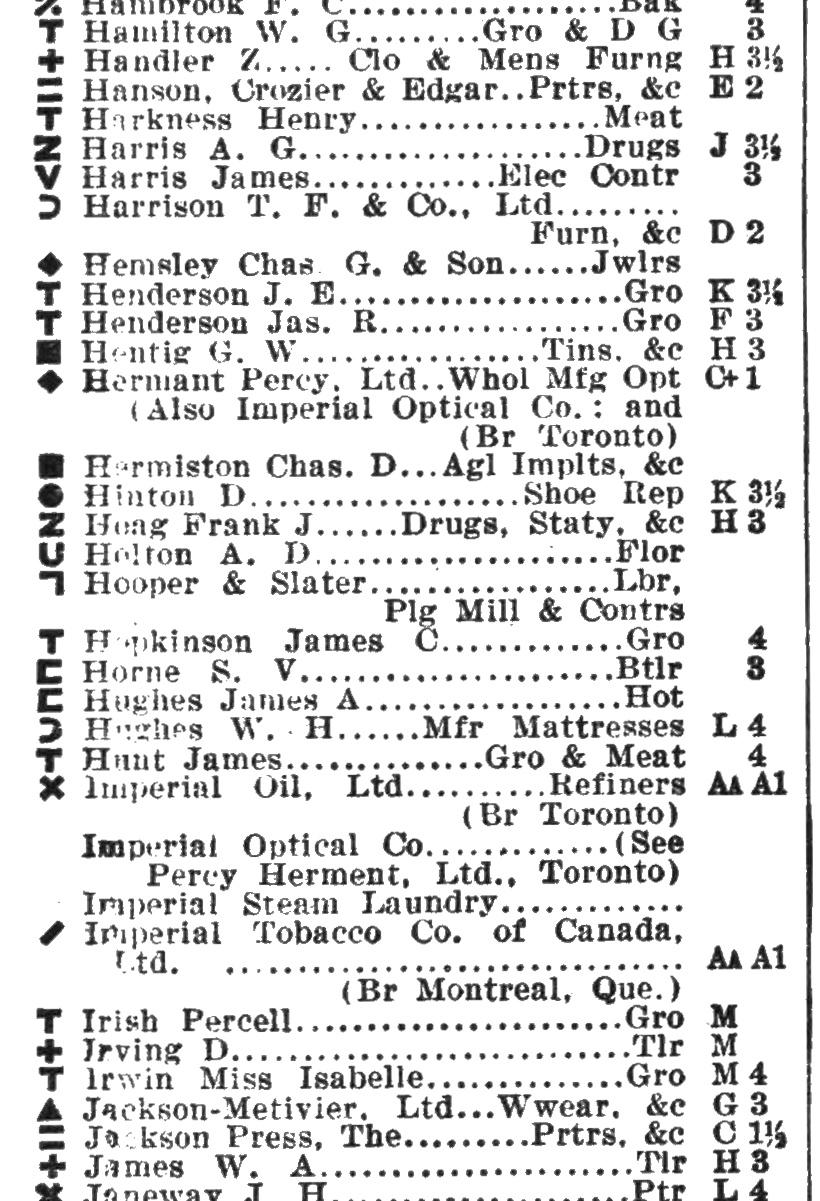 Hambrook F. C....................Bak 4
T Hamilton W. G.........Gro & D G 3
+ Handler Z..... Clo & Mens Furng H 3½
= Hanson, Crozier & Edgar..Prtrs, &c E 2
T Harkness Henry.................Meat
Z Harris A. G....................Drugs J 3½
V Harris James.............Elec Contr 3
Ɔ Harrison T. F. & Co., Ltd.........
Furn, &c D 2
◆ Hemsley Chas. G. & Son......Jwlrs
T Henderson J. E....................Gro K 3½
T Henderson Jas. R.................Gro F 3
■ Hentig G. W.................Tins. &c H 3
◆ Hermant Percy, Ltd..Whol Mfg Opt C+1
(Also Imperial Optical Co.: and
(Br Toronto)
■ Hermiston Chas. D...Agl Implts, &c
● Hinton D...................Shoe Rep K 3½
Z Hoag Frank J......Drugs, Staty, &c H 3
U Holton A. D.....................Flor
ㄱ Hooper & Slater.................Lbr,
Plg Mill & Contrs
T Hopkinson James C.............Gro 4
⊏ Horne S. V......................Btlr 3
⊏ Hughes James A..................Hot
Ɔ Hughes W. H......Mfr Mattresses L 4
T Hunt James..............Gro & Meat 4
✕ Imperial Oil, Ltd..........Refiners AA A1
(Br Toronto)
Imperial Optical Co.............(See
Percy Herment, Ltd., Toronto)
Imperial Steam Laundry.............
Imperial Tobacco Co. of Canada,
Ltd. ................................. AA A1
(Br Montreal, Que.)
T Irish Percell.......................Gro M
+ Irving D.............................Tlr M
T Irwin Miss Isabelle..............Gro M 4
▲ Jackson-Metivier, Ltd...Wwear, &c G 3
= Jackson Press, The.........Prtrs, &c C 1½
+ James W. A.......................Tlr H 3
✕ Janeway J. H......................Ptr L 4